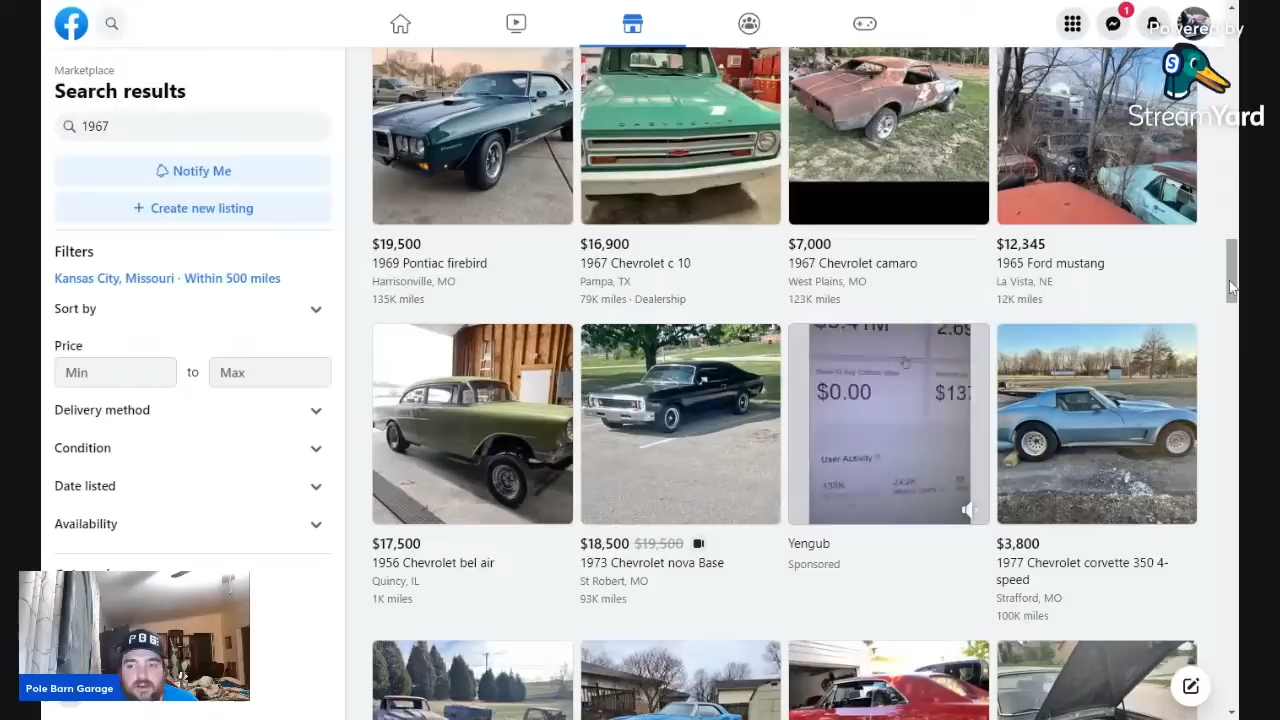 Powered by
StreamYard
Marketplace
Search results
1967
Notify Me
+ Create new listing
Filters
Kansas City, Missouri · Within 500 miles
Sort by
Price
Min
to
Max
Delivery method
Condition
Date listed
Availability
1
$19,500
1969 Pontiac firebird
Harrisonville, MO
135K miles
$16,900
1967 Chevrolet c 10
Pampa, TX
79K miles · Dealership
$7,000
1967 Chevrolet camaro
West Plains, MO
123K miles
$12,345
1965 Ford mustang
La Vista, NE
12K miles
$0.00
User Activity
$17,500
1956 Chevrolet bel air
Quincy, IL
1K miles
$18,500 $19,500
1973 Chevrolet nova Base
St Robert, MO
93K miles
Yengub
Sponsored
$3,800
1977 Chevrolet corvette 350 4-
speed
Strafford, MO
100K miles
Pole Barn Garage